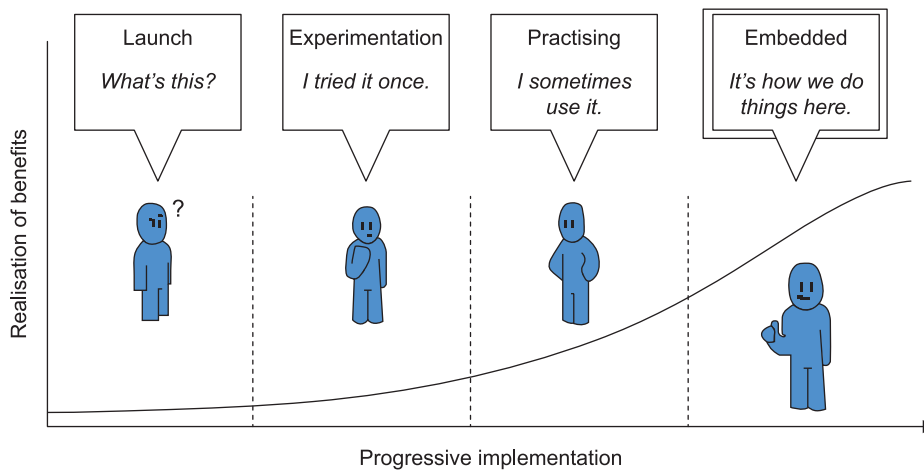 Launch
What's this?
Experimentation
I tried it once.
Practising
I sometimes
use it.
Embedded
It's how we do
things here.
?
Realisation of benefits
Progressive implementation